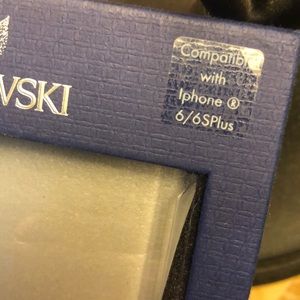 VSKI
Compatible
with
Iphone ®
6/6SPlus